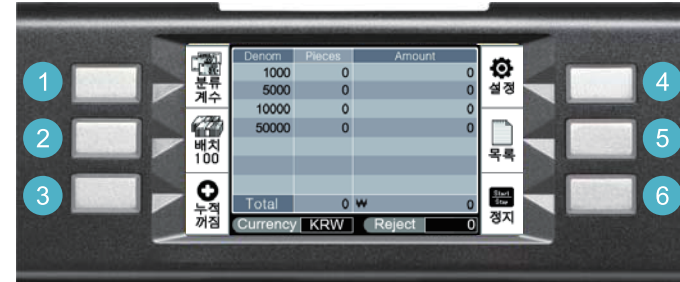 1
2
3
분류
계수
배치
100
누적
꺼짐
Denom Pieces Amount
1000 0 0
5000 0 0
10000 0 0
50000 0 0
Total 0 ₩ 0
Currency KRW Reject 0
설정
목록
Start
Stop
정지
4
5
6